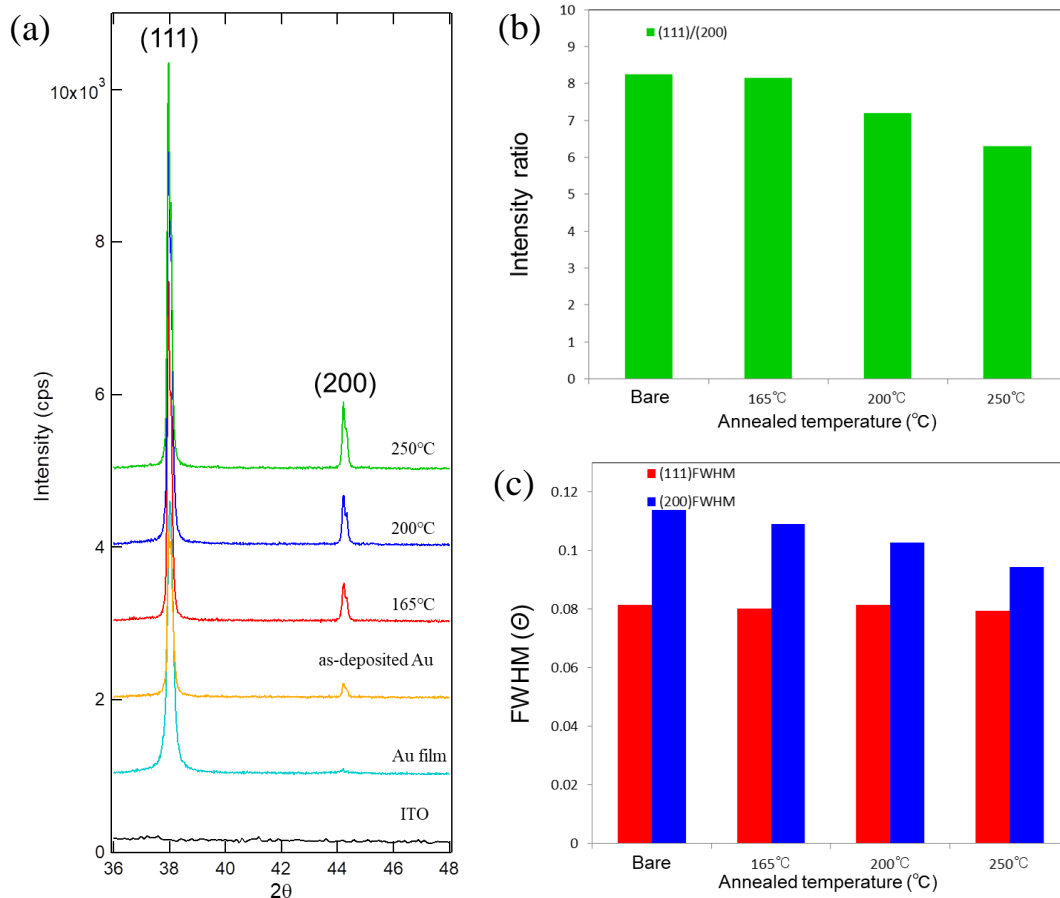 (a)
(111)
10x10³
8
(200)
6
250°C
200°C
4
165°C
as-deposited Au
2
Au film
ITO
0
36 38 40 42 44 46 48
2θ
Intensity (cps)
(b)
(111)/(200)
10
9
8
7
6
5
4
3
2
1
0
Intensity ratio
Bare 165℃ 200℃ 250℃
Annealed temperature (℃)
(c)
(111)FWHM
(200)FWHM
0.12
0.1
0.08
0.06
0.04
0.02
0
FWHM (Θ)
Bare 165℃ 200℃ 250℃
Annealed temperature (℃)